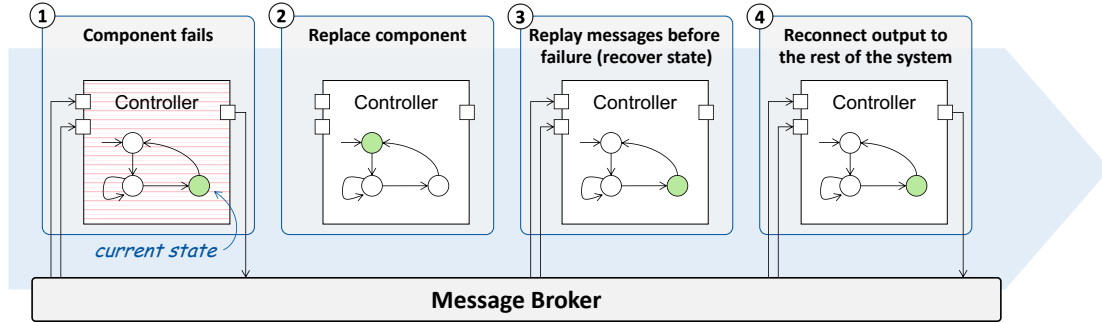 1
Component fails
Controller
current state
2
Replace component
Controller
3
Replay messages before
failure (recover state)
Controller
4
Reconnect output to
the rest of the system
Controller
Message Broker